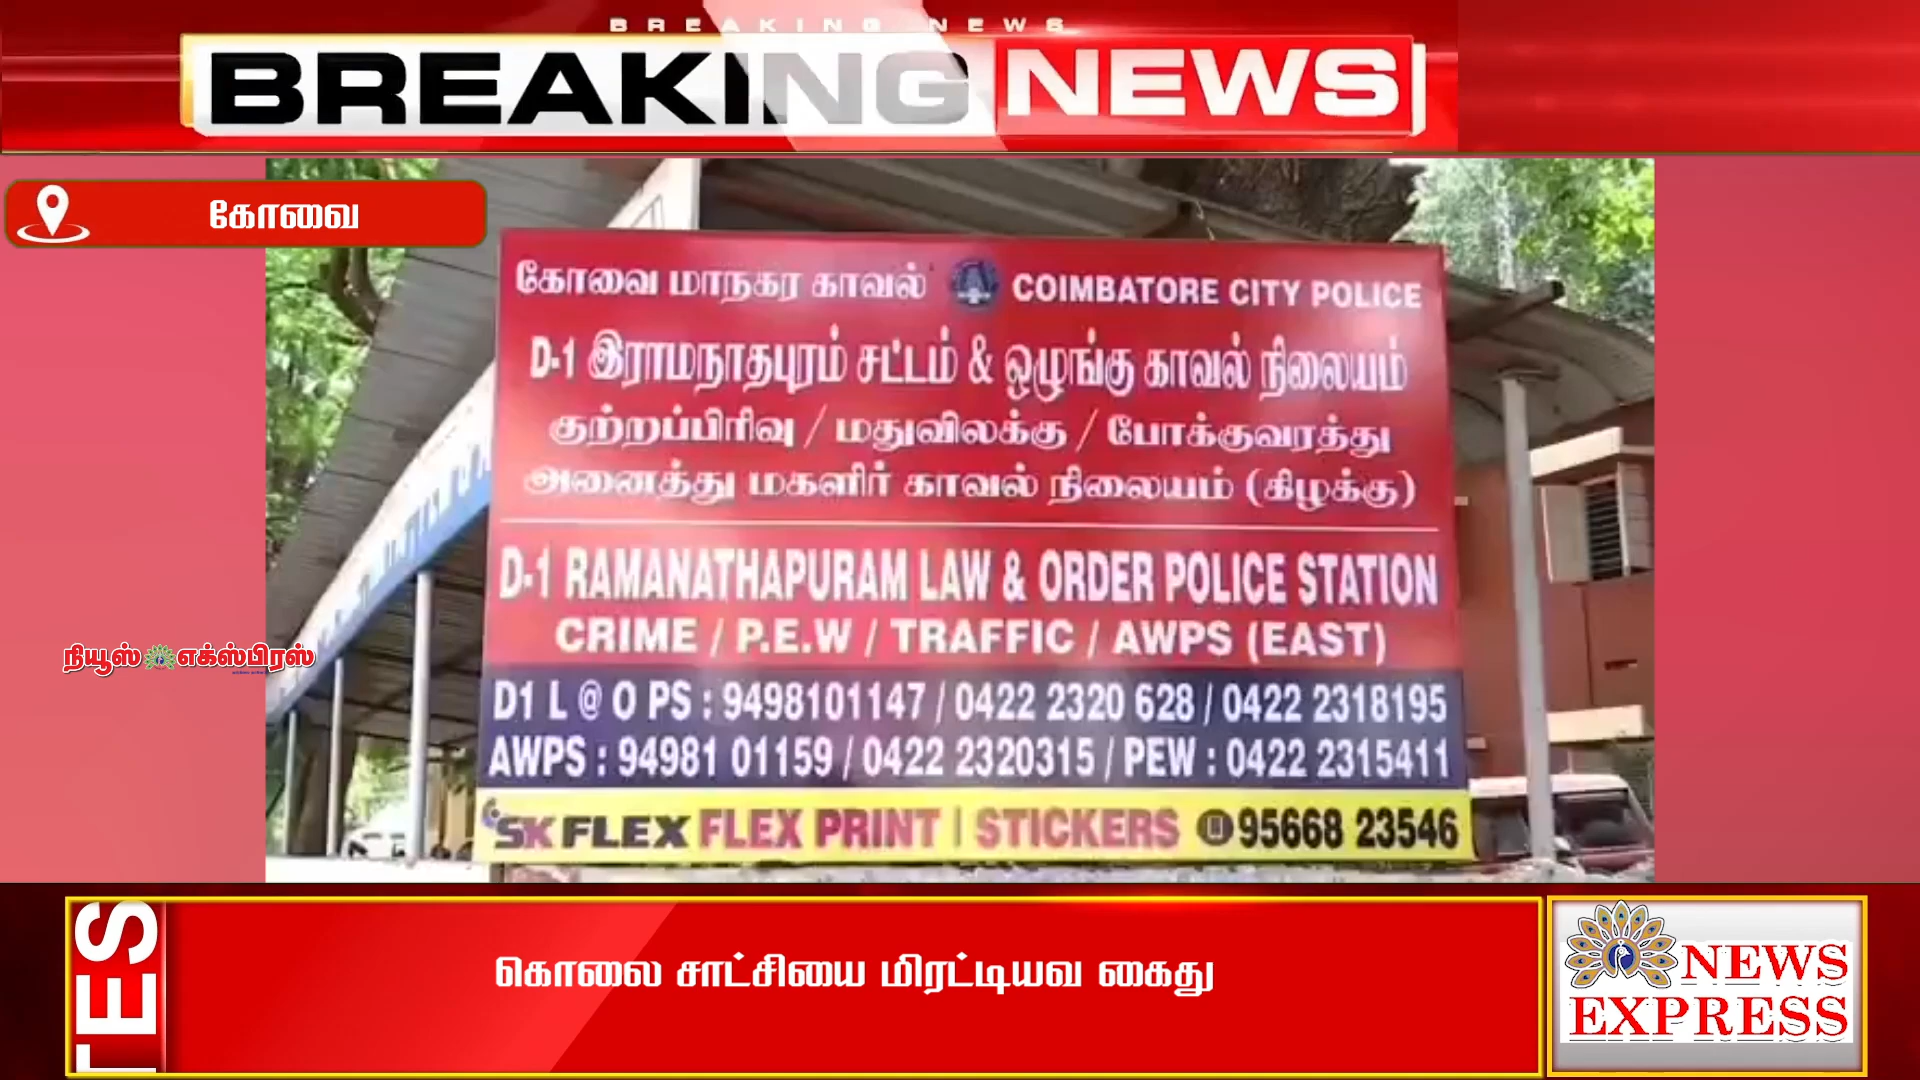 BREAKING NEWS
BREAKING NEWS
கோவை
கோவை மாநகர காவல் COIMBATORE CITY POLICE
D-1 இராமநாதபுரம் சட்டம் & ஒழுங்கு காவல் நிலையம்
குற்றப்பிரிவு / மதுவிலக்கு / போக்குவரத்து
அனைத்து மகளிர் காவல் நிலையம் (கிழக்கு)
D-1 RAMANATHAPURAM LAW & ORDER POLICE STATION
CRIME / P.E.W / TRAFFIC / AWPS (EAST)
நியூஸ் எக்ஸ்பிரஸ்
D1 L @ O PS : 9498101147 / 0422 2320 628 / 0422 2318195
AWPS : 94981 01159 / 0422 2320315 / PEW : 0422 2315411
SK FLEX FLEX PRINT | STICKERS 95668 23546
TES
கொலை சாட்சியை மிரட்டியவ கைது
NEWS
EXPRESS